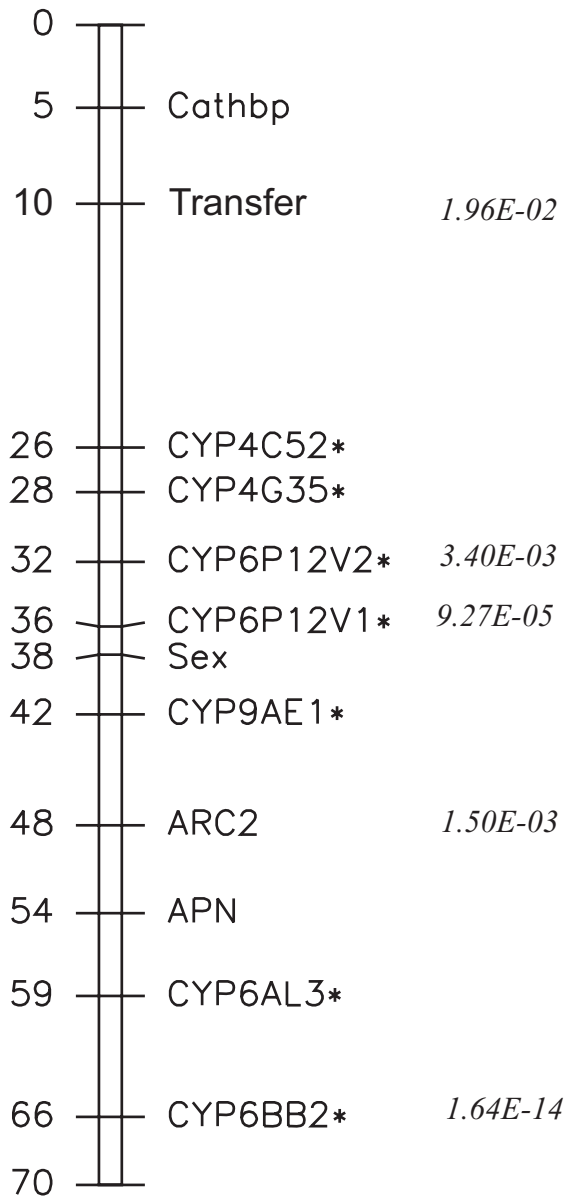 0
5 Cathbp
10 Transfer 1.96E-02
26 CYP4C52*
28 CYP4G35*
32 CYP6P12V2* 3.40E-03
36 CYP6P12V1* 9.27E-05
38 Sex
42 CYP9AE1*
48 ARC2 1.50E-03
54 APN
59 CYP6AL3*
66 CYP6BB2* 1.64E-14
70